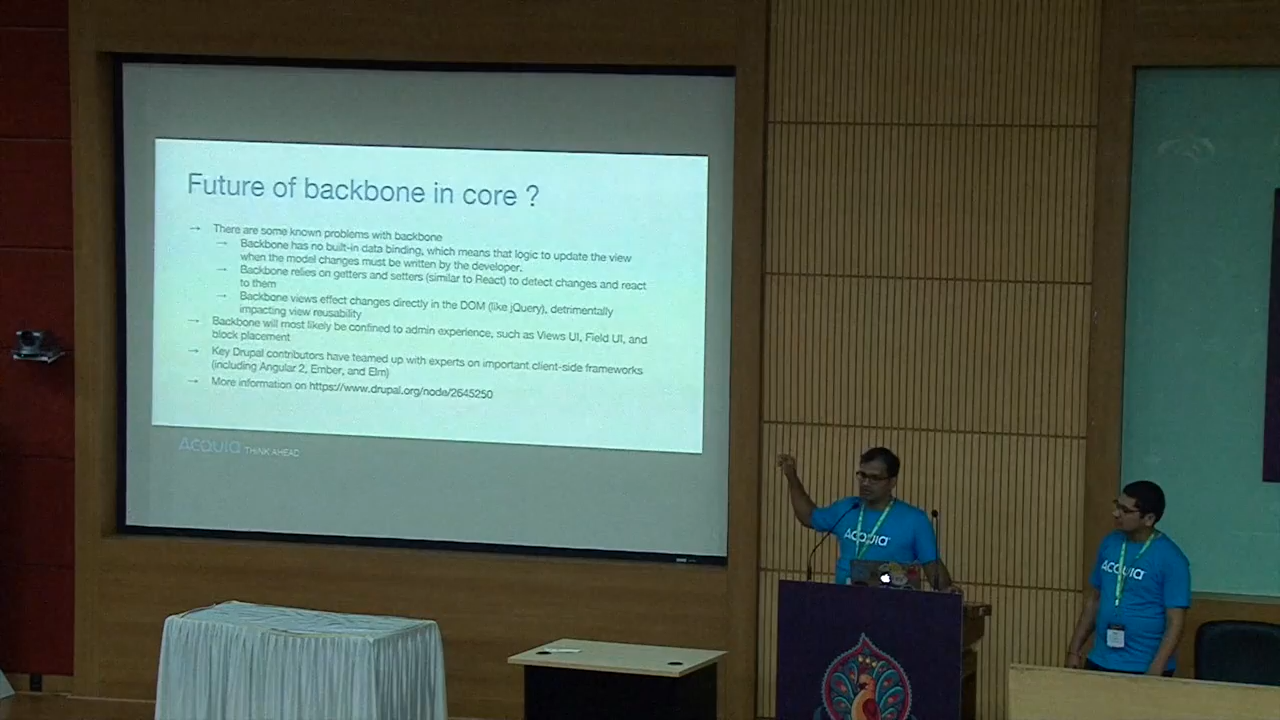 Future of backbone in core ?
→ There are some known problems with backbone
→ Backbone has no built-in data binding, which means that logic to update the view
when the model changes must be written by the developer.
→ Backbone relies on getters and setters (similar to React) to detect changes and react
to them
→ Backbone views effect changes directly in the DOM (like jQuery), detrimentally
impacting view reusability
→ Backbone will most likely be confined to admin experience, such as Views UI, Field UI, and
block placement
→ Key Drupal contributors have teamed up with experts on important client-side frameworks
(including Angular 2, Ember, and Elm)
→ More information on https://www.drupal.org/node/2645250
ACQUIA THINK AHEAD
ACQUIA
ACQUIA